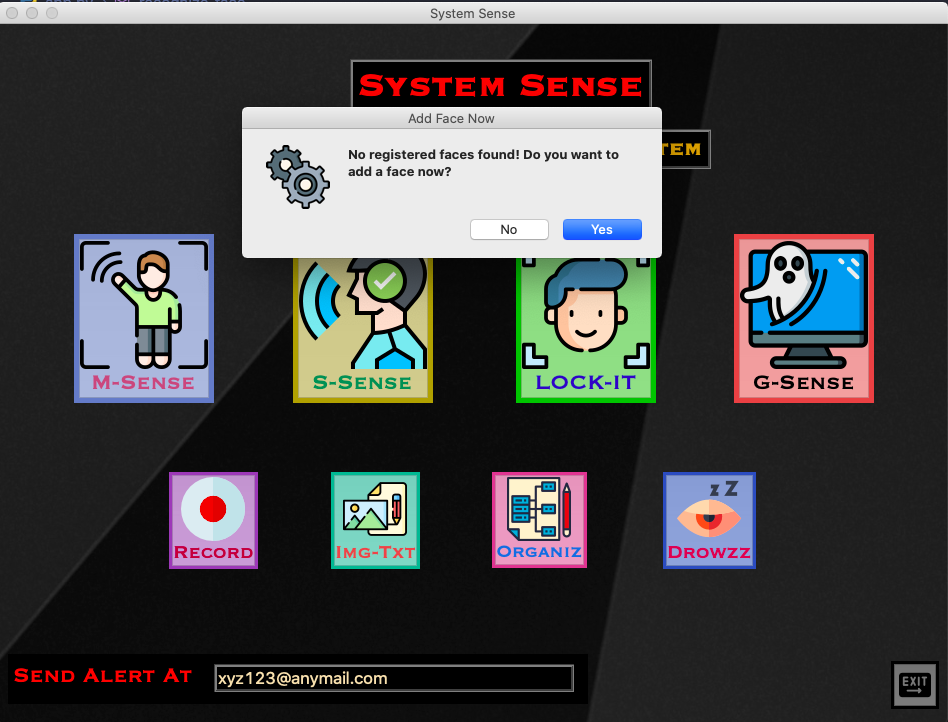 System Sense
System Sense
Add Face Now
No registered faces found! Do you want to
add a face now?
TEM
No
Yes
M-Sense
S-Sense
LOCK-IT
G-Sense
z Z
Record
Img-Txt
Organiz
Drowzz
Send Alert At
xyz123@anymail.com
EXIT